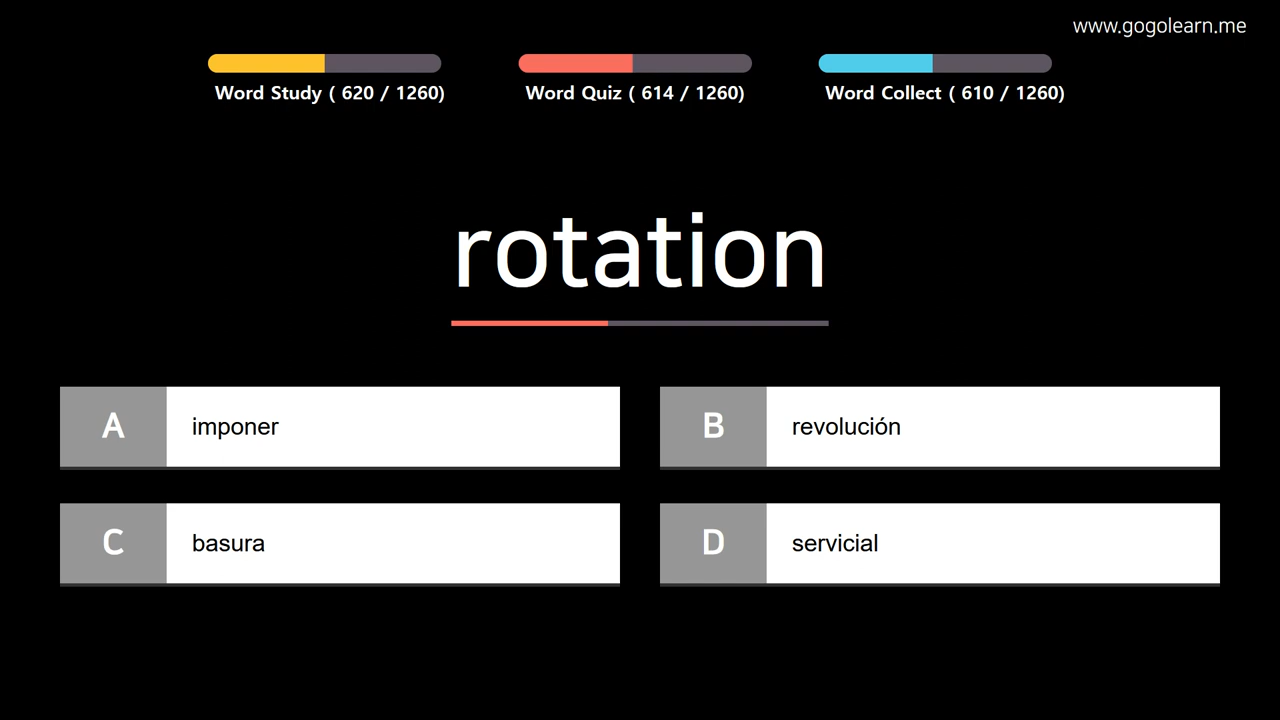 www.gogolearn.me
Word Study ( 620 / 1260)
Word Quiz ( 614 / 1260)
Word Collect ( 610 / 1260)
rotation
A imponer
B revolución
C basura
D servicial